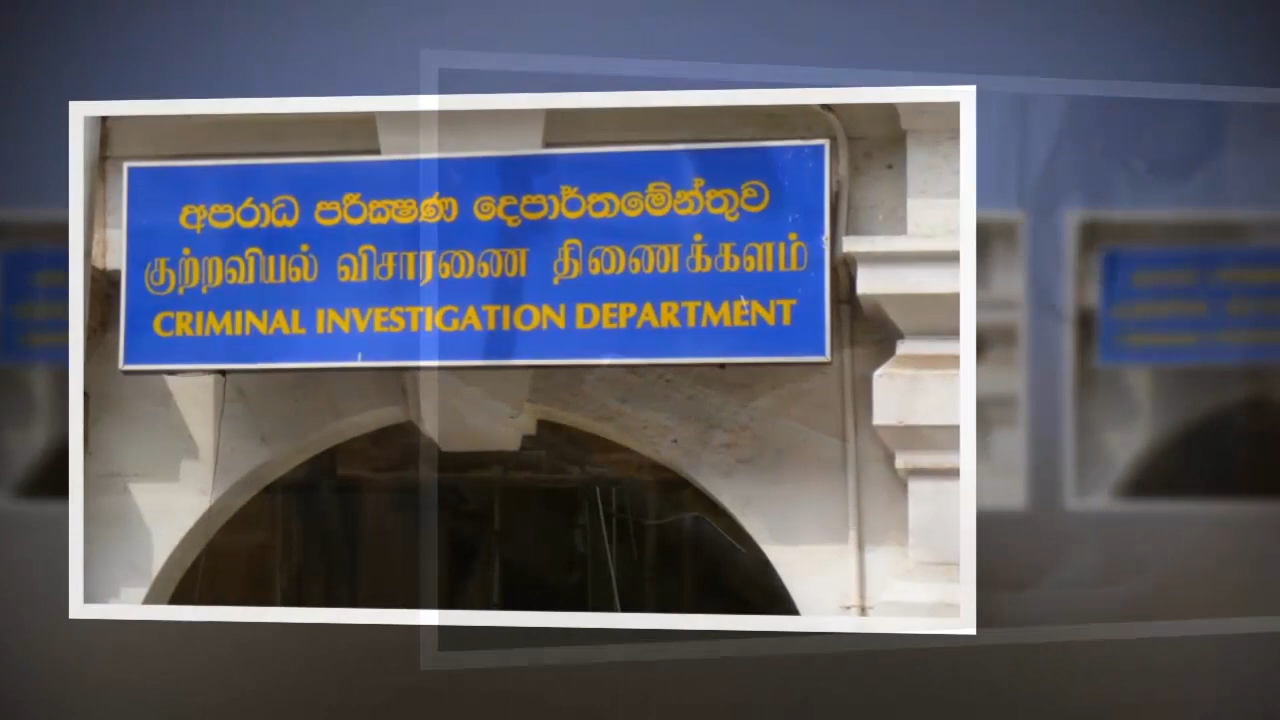 අපරාධ පරීක්‍ෂණ දෙපාර්තමේන්තුව
குற்றவியல் விசாரணை திணைக்களம்
CRIMINAL INVESTIGATION DEPARTMENT